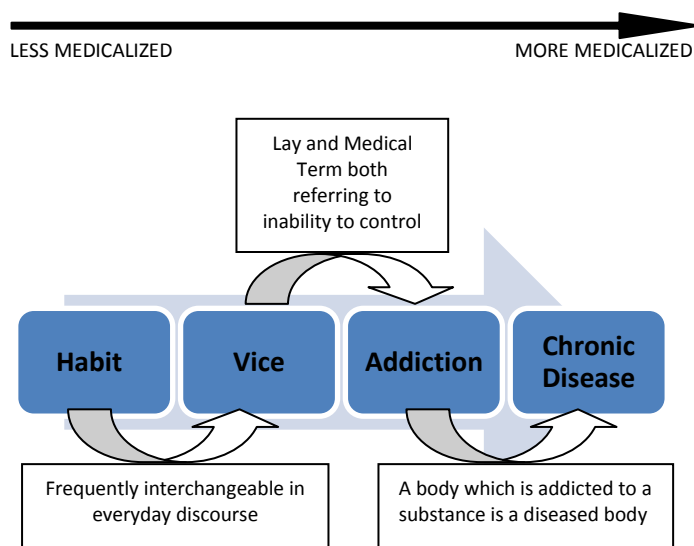 LESS MEDICALIZED
MORE MEDICALIZED
Lay and Medical
Term both
referring to
inability to control
Habit
Vice
Addiction
Chronic
Disease
Frequently interchangeable in
everyday discourse
A body which is addicted to a
substance is a diseased body